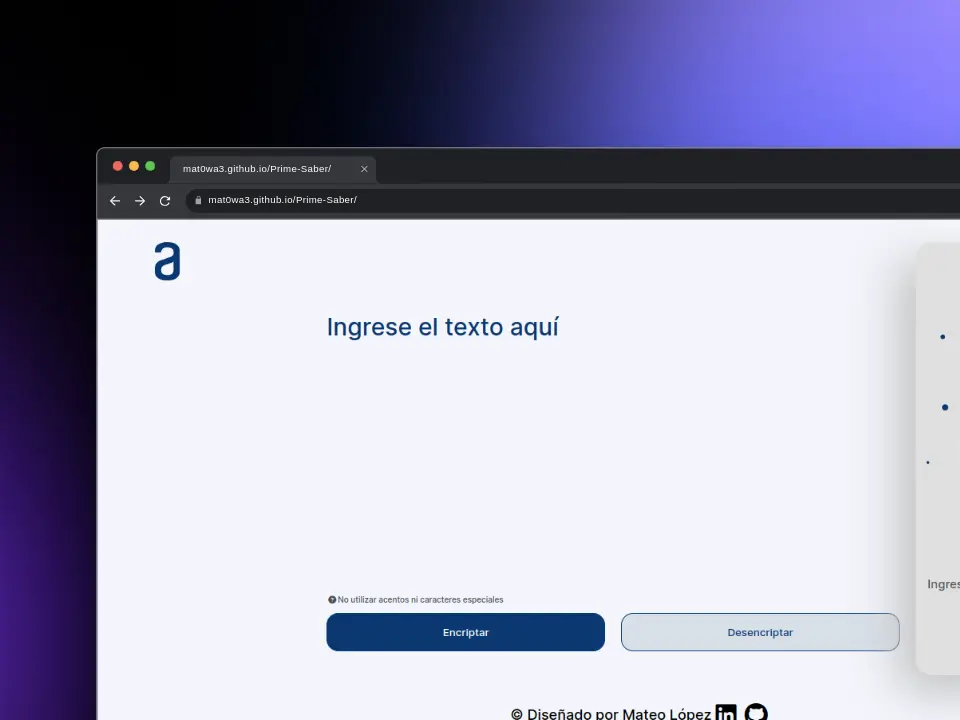 mat0wa3.github.io/Prime-Saber/
mat0wa3.github.io/Prime-Saber/
a
Ingrese el texto aquí
Ingres
No utilizar acentos ni caracteres especiales
Encriptar
Desencriptar
© Diseñado por Mateo López in